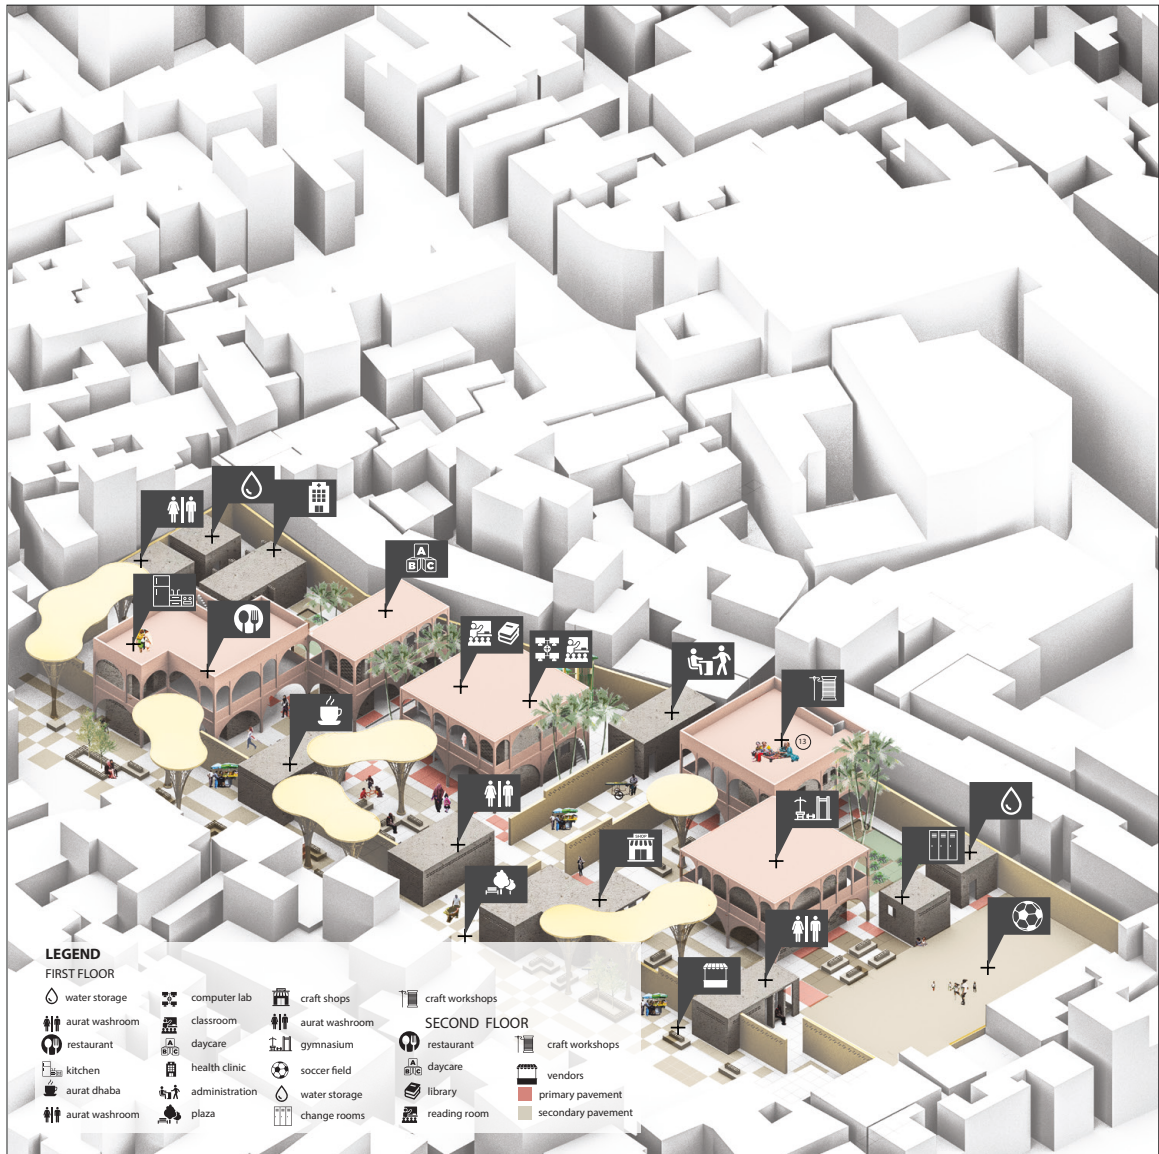 A
B C
SHOP
13
LEGEND
FIRST FLOOR
water storage
aurat washroom
restaurant
kitchen
aurat dhaba
aurat washroom
computer lab
classroom
A
B C
daycare
health clinic
administration
plaza
craft shops
aurat washroom
gymnasium
soccer field
water storage
change rooms
craft workshops
SECOND FLOOR
restaurant
A
B C
daycare
library
reading room
craft workshops
vendors
primary pavement
secondary pavement